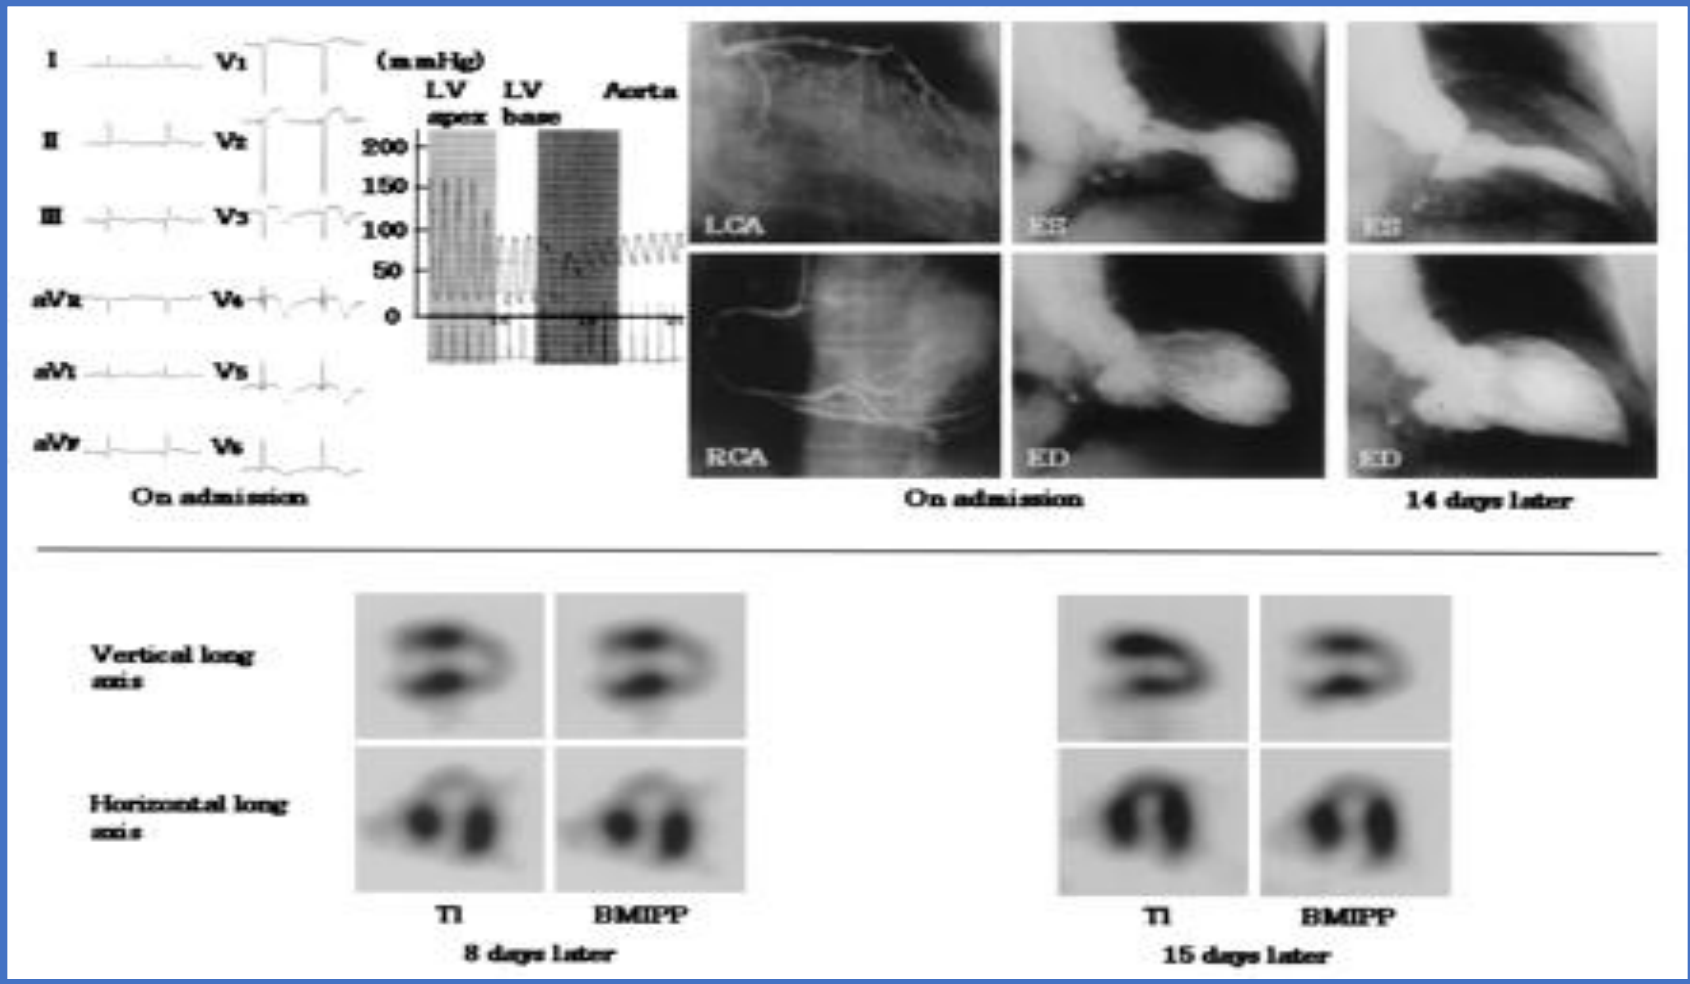 I
V1
II
V2
III
V3
aVR
V4
aVL
V5
aVF
V6
On admission
(mmHg)
LV apex
LV base
Aorta
200
150
100
50
0
LCA
ES
ES
RCA
ED
ED
On admission
14 days later
Vertical long
axis
Horizontal long
axis
Tl
BMIPP
Tl
BMIPP
8 days later
15 days later